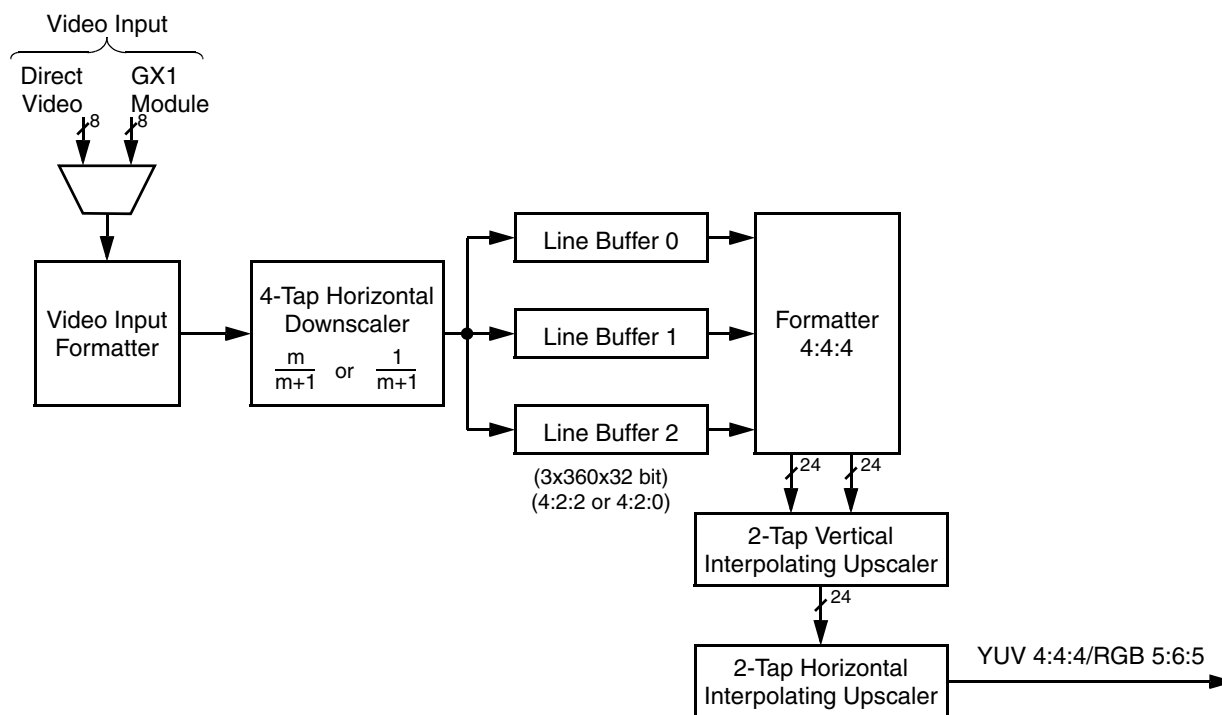 Video Input
Direct
Video
GX1
Module
8
8
Video Input
Formatter
4-Tap Horizontal
Downscaler
m
m+1
or
1
m+1
Line Buffer 0
Line Buffer 1
Line Buffer 2
(3x360x32 bit)
(4:2:2 or 4:2:0)
Formatter
4:4:4
24
24
2-Tap Vertical
Interpolating Upscaler
24
2-Tap Horizontal
Interpolating Upscaler
YUV 4:4:4/RGB 5:6:5